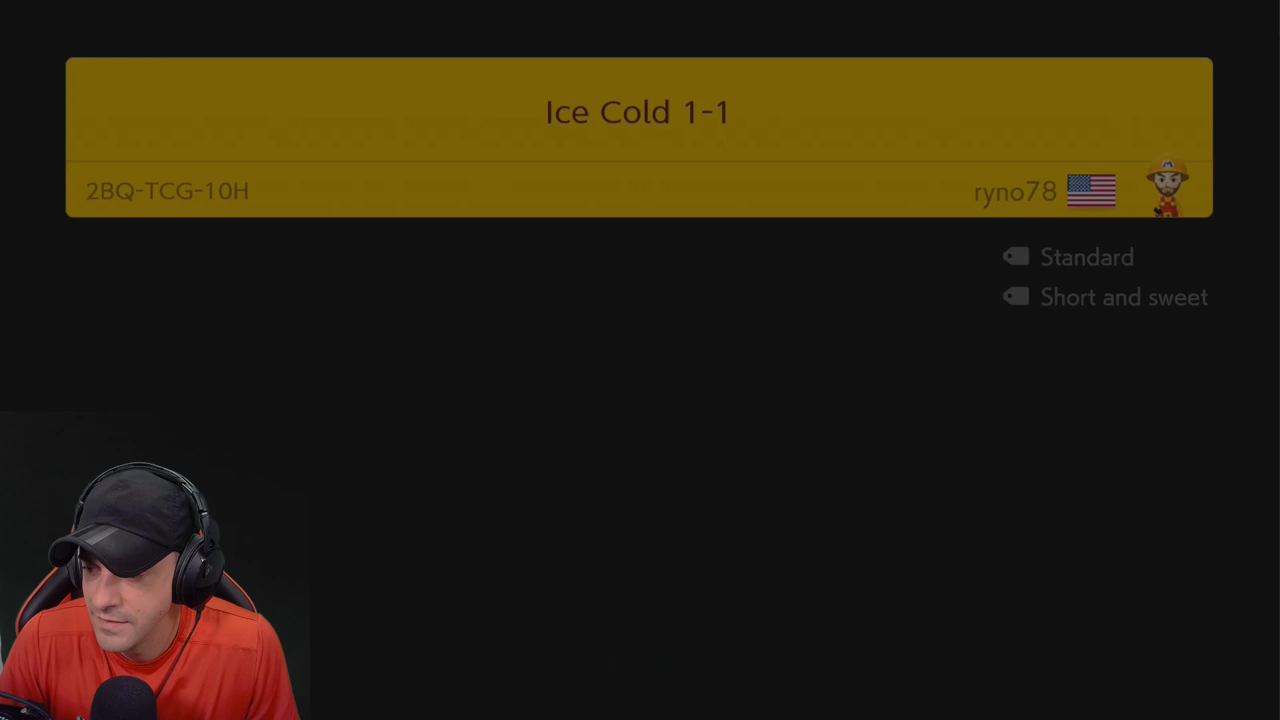 Ice Cold 1-1
2BQ-TCG-10H
ryno78
Standard
Short and sweet